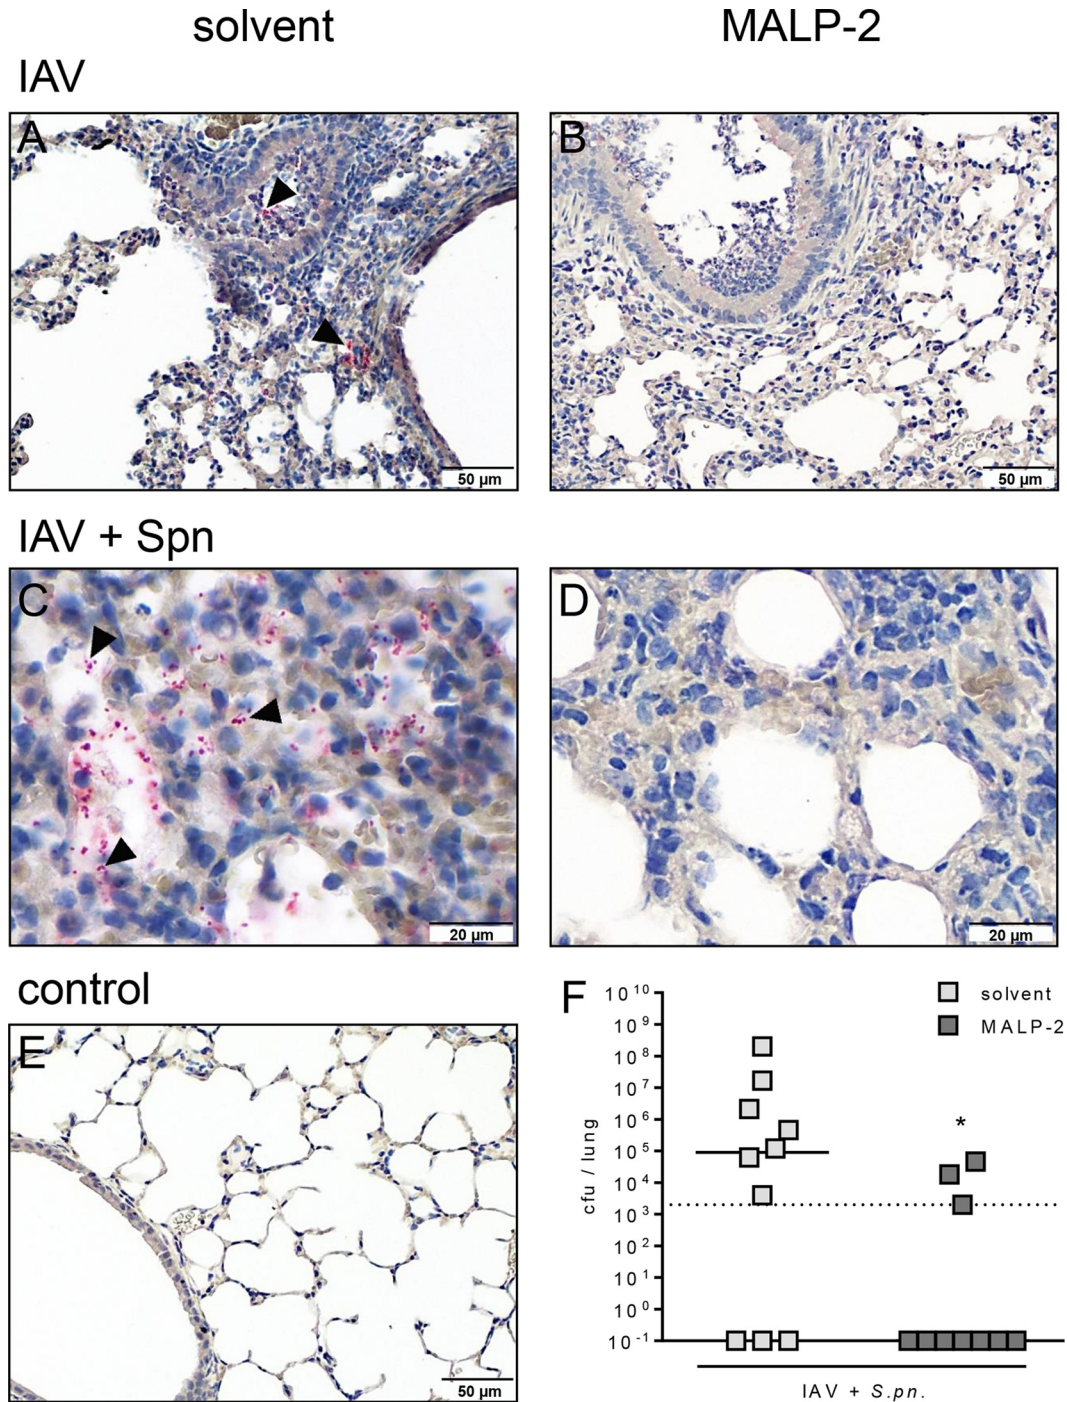 solvent MALP-2
IAV
A B
50 µm 50 µm
IAV + Spn
C D
20 µm 20 µm
control
E
50 µm
F
solvent
MALP-2
10 10
10 9
10 8
10 7
10 6
10 5
10 4
10 3
10 2
10 1
10 0
10 -1
cfu / lung
*
IAV + S.pn.